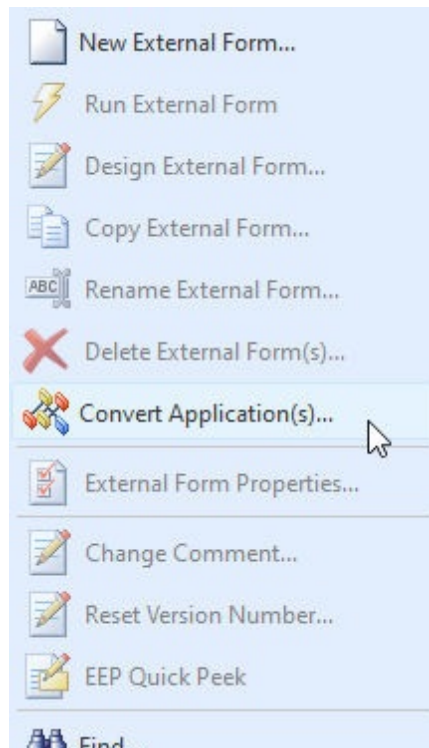 New External Form...
Run External Form
Design External Form...
Copy External Form...
ABC Rename External Form...
Delete External Form(s)...
Convert Application(s)...
External Form Properties...
Change Comment...
Reset Version Number...
EEP Quick Peek
Find...